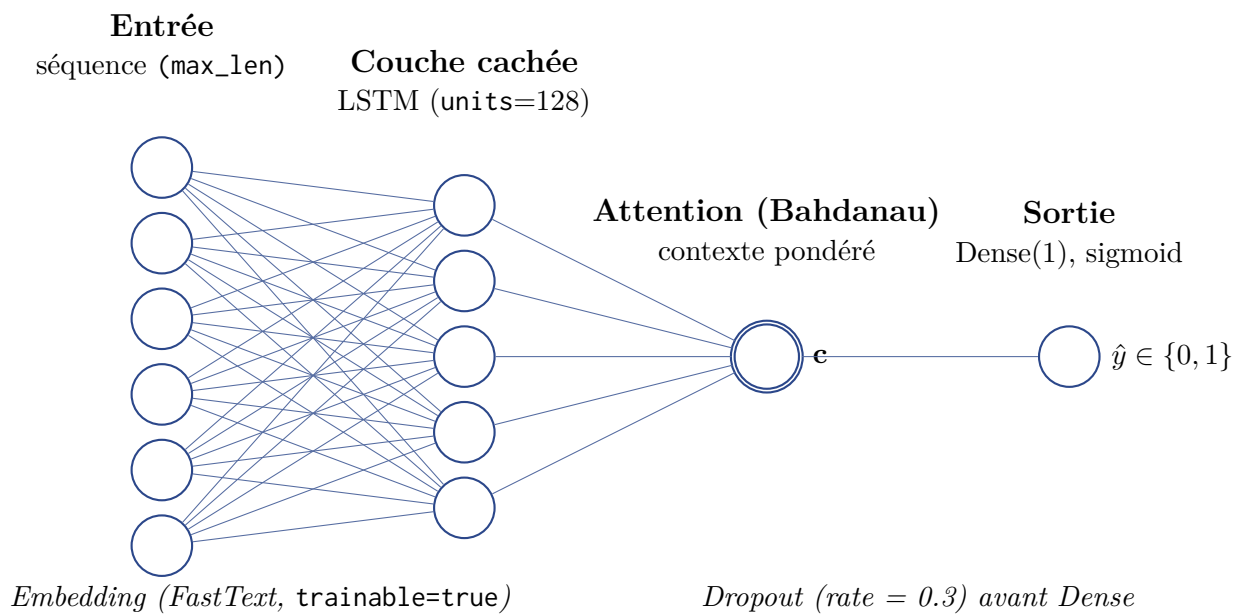 Entrée
séquence (max_len)
Couche cachée
LSTM (units=128)
Attention (Bahdanau)
contexte pondéré
Sortie
Dense(1), sigmoid
c
ŷ ∈ {0, 1}
Embedding (FastText, trainable=true)
Dropout (rate = 0.3) avant Dense